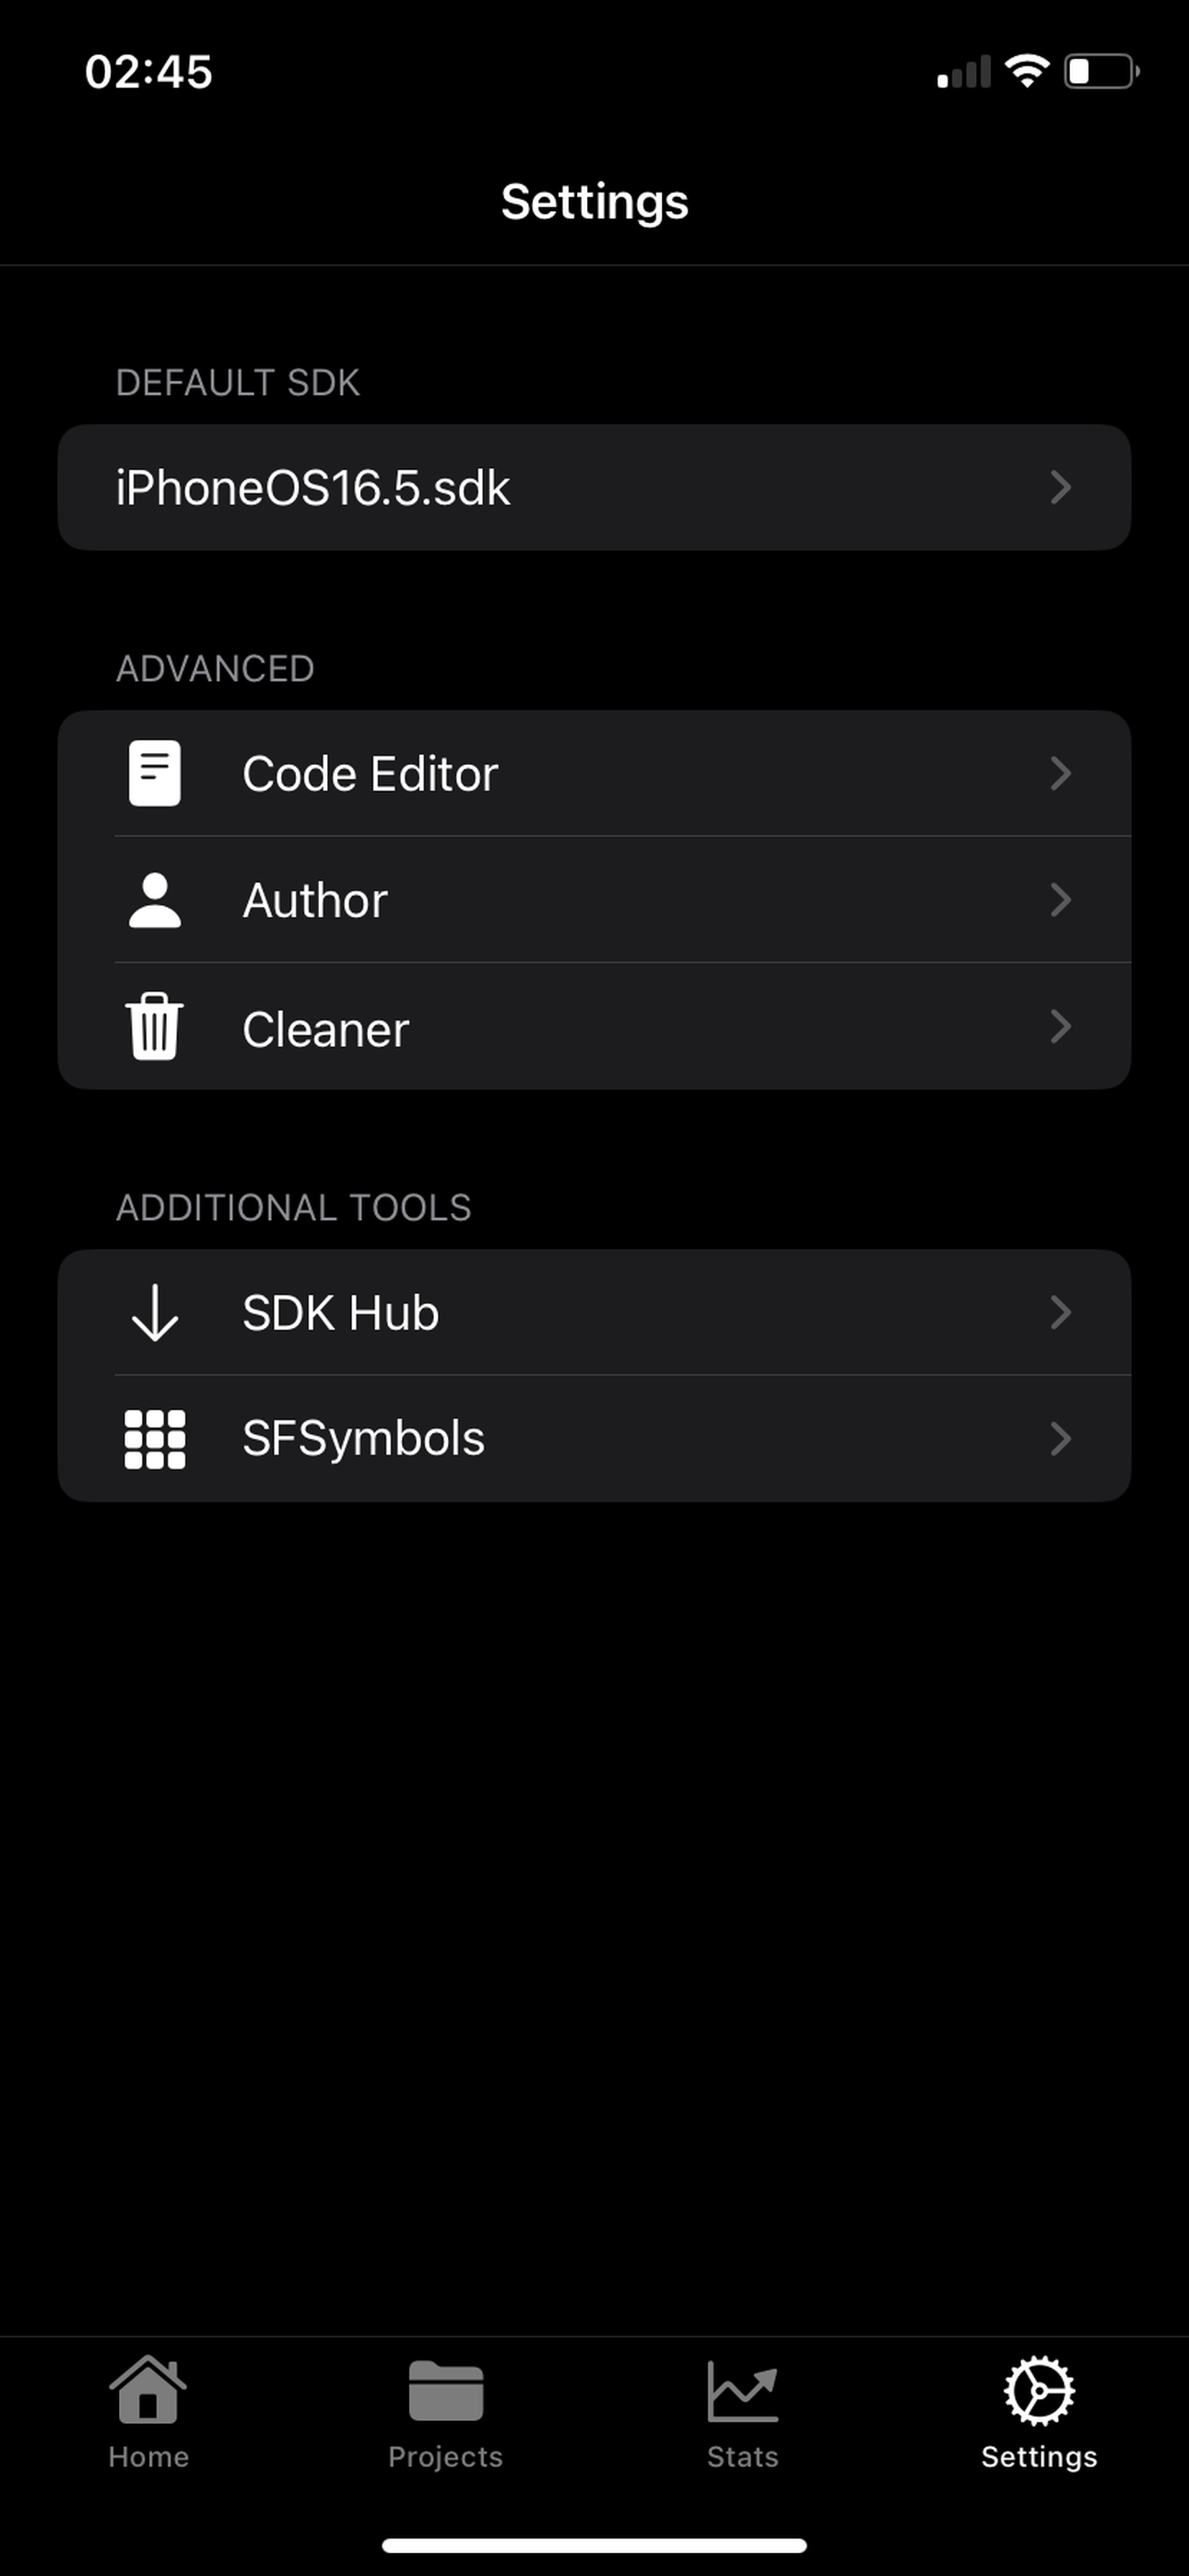 02:45
Settings
DEFAULT SDK
iPhoneOS16.5.sdk
ADVANCED
Code Editor
Author
Cleaner
ADDITIONAL TOOLS
SDK Hub
SFSymbols
Home
Projects
Stats
Settings